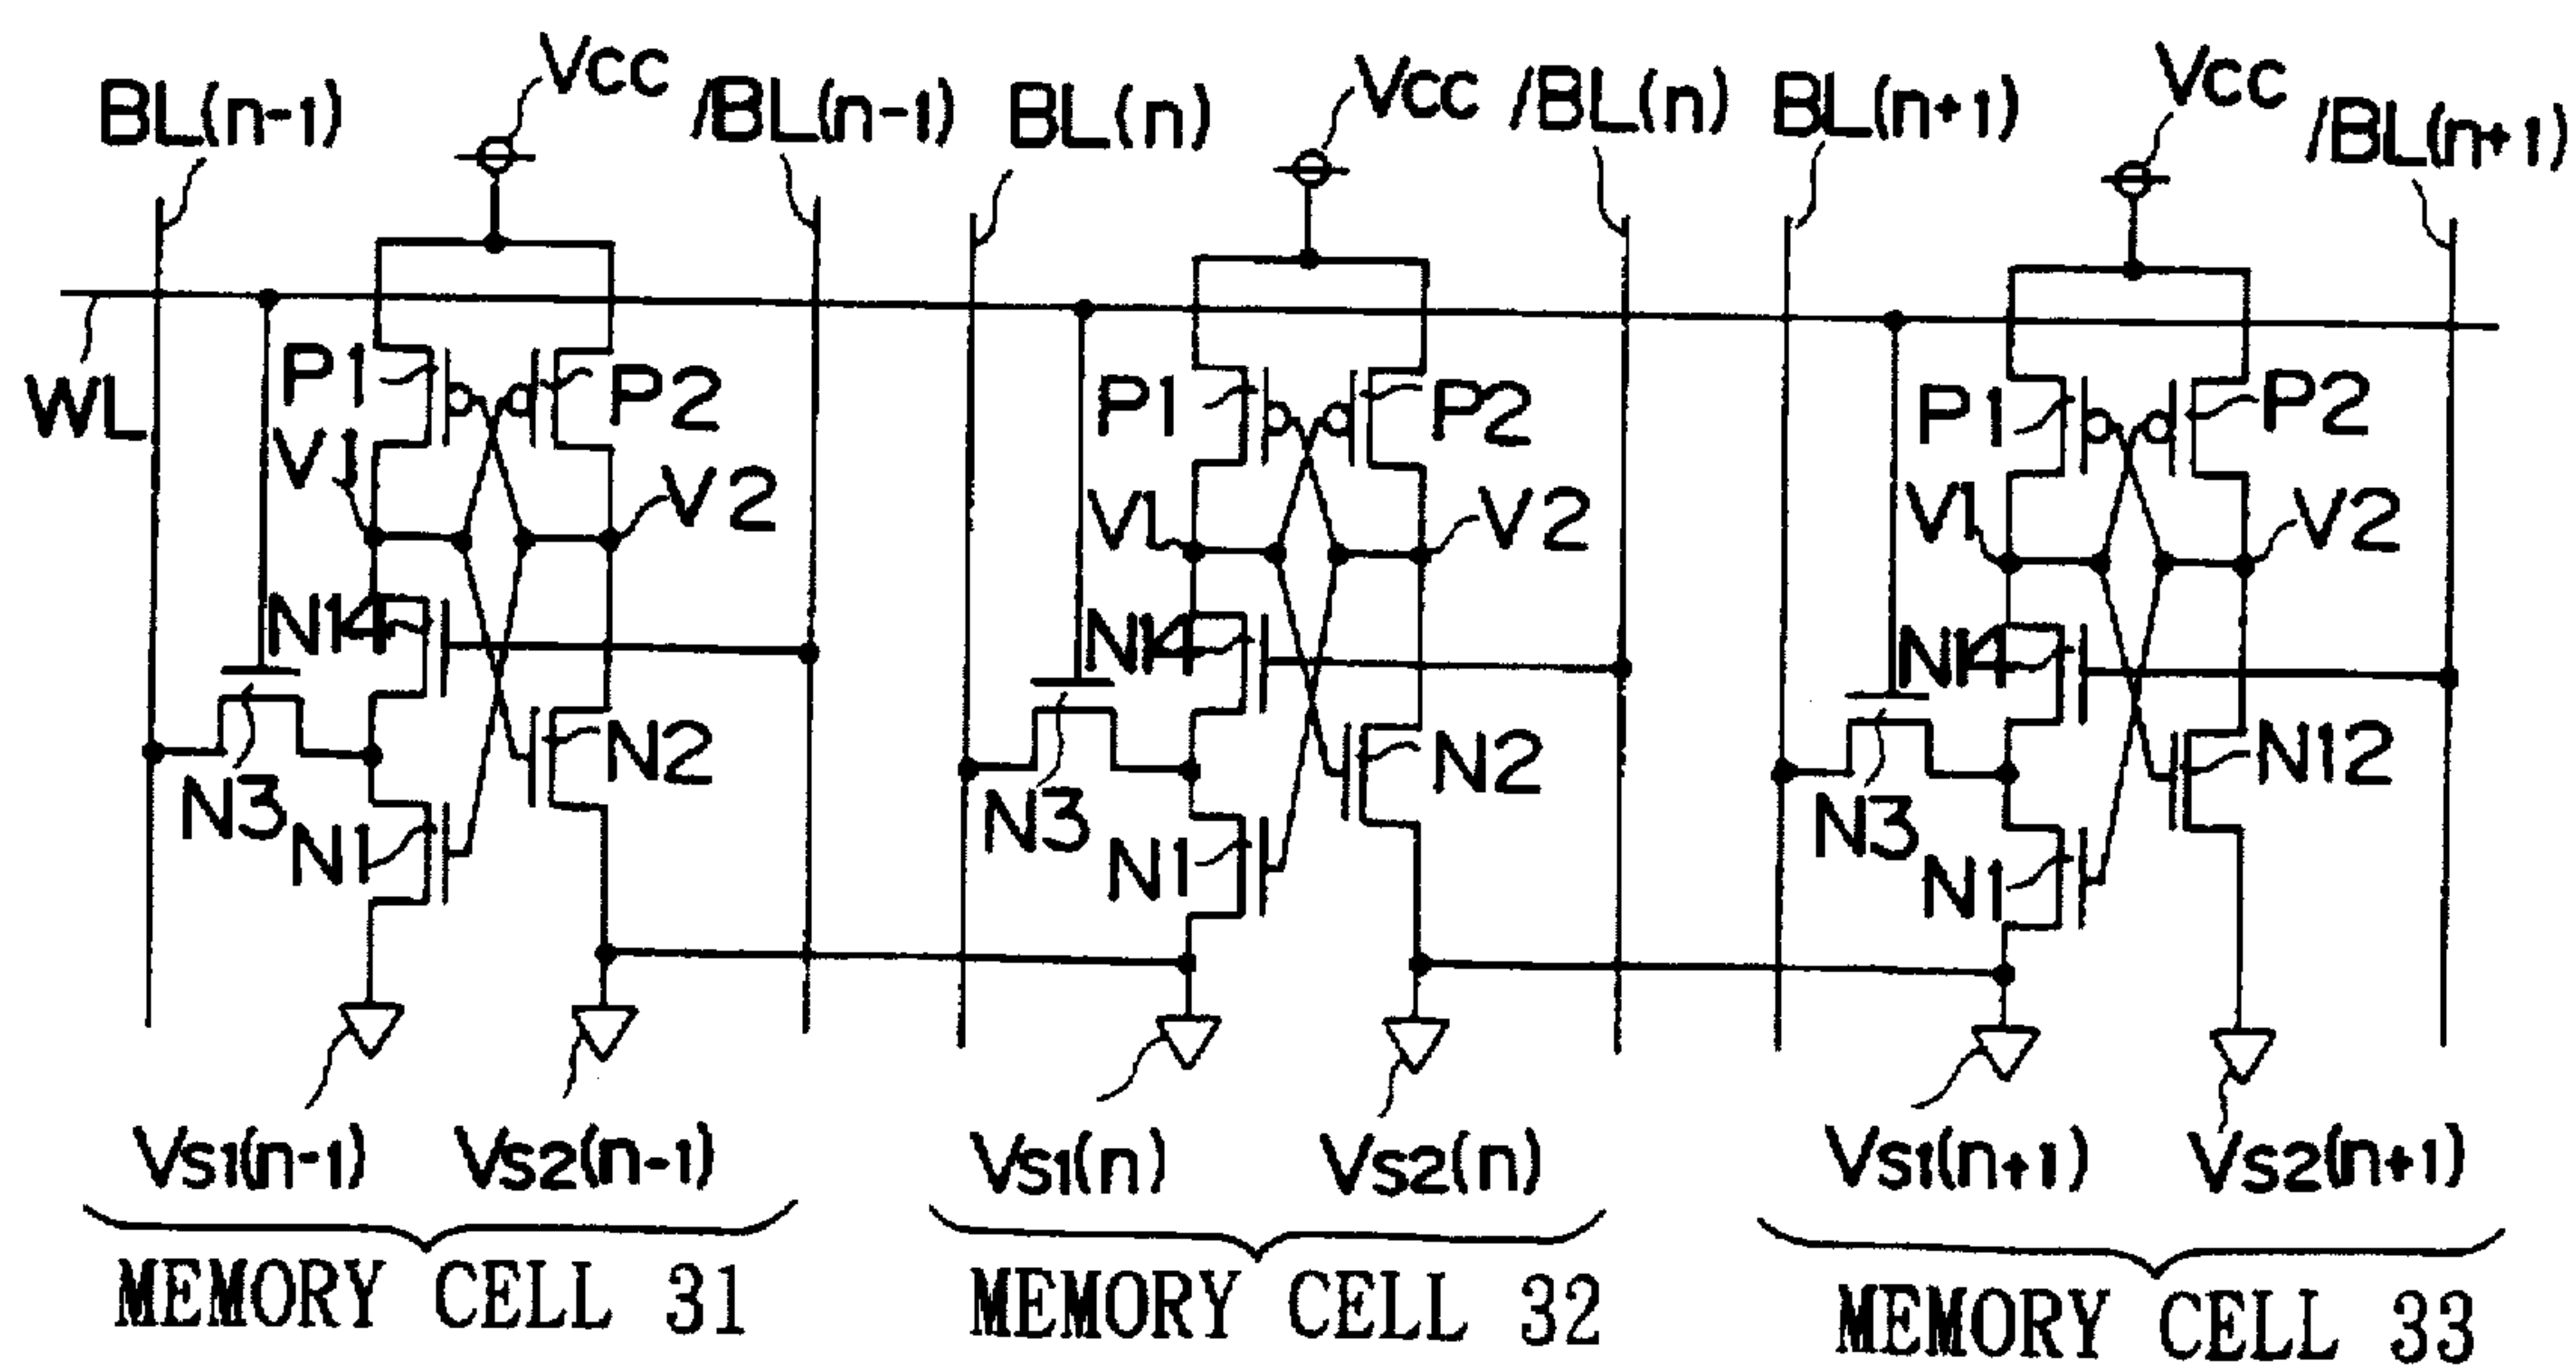 BL(n-1)
Vcc
/BL(n-1)
BL(n)
Vcc
/BL(n)
BL(n+1)
Vcc
/BL(n+1)
WL
P1
P2
P1
P2
P1
P2
V1
V2
V1
V2
V1
V2
N14
N14
N14
N3
N2
N3
N2
N3
N12
N1
N1
N1
Vs1(n-1)
Vs2(n-1)
Vs1(n)
Vs2(n)
Vs1(n+1)
Vs2(n+1)
MEMORY CELL 31
MEMORY CELL 32
MEMORY CELL 33